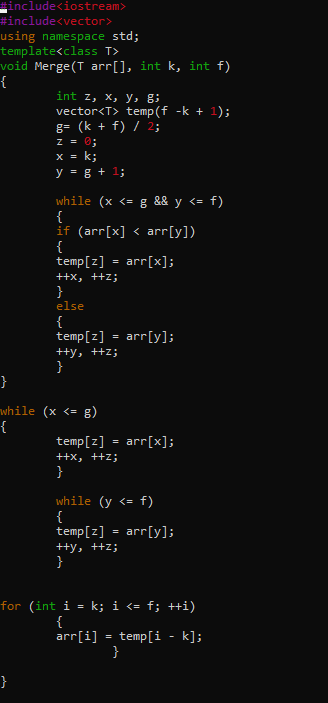 #include<iostream>
#include<vector>
using namespace std;
template<class T>
void Merge(T arr[], int k, int f)
{
        int z, x, y, g;
        vector<T> temp(f -k + 1);
        g= (k + f) / 2;
        z = 0;
        x = k;
        y = g + 1;

        while (x <= g && y <= f)
        {
        if (arr[x] < arr[y])
        {
        temp[z] = arr[x];
        ++x, ++z;
        }
        else
        {
        temp[z] = arr[y];
        ++y, ++z;
        }
}

while (x <= g)
{
        temp[z] = arr[x];
        ++x, ++z;
        }

        while (y <= f)
        {
        temp[z] = arr[y];
        ++y, ++z;
        }


for (int i = k; i <= f; ++i)
        {
        arr[i] = temp[i - k];
                }


}